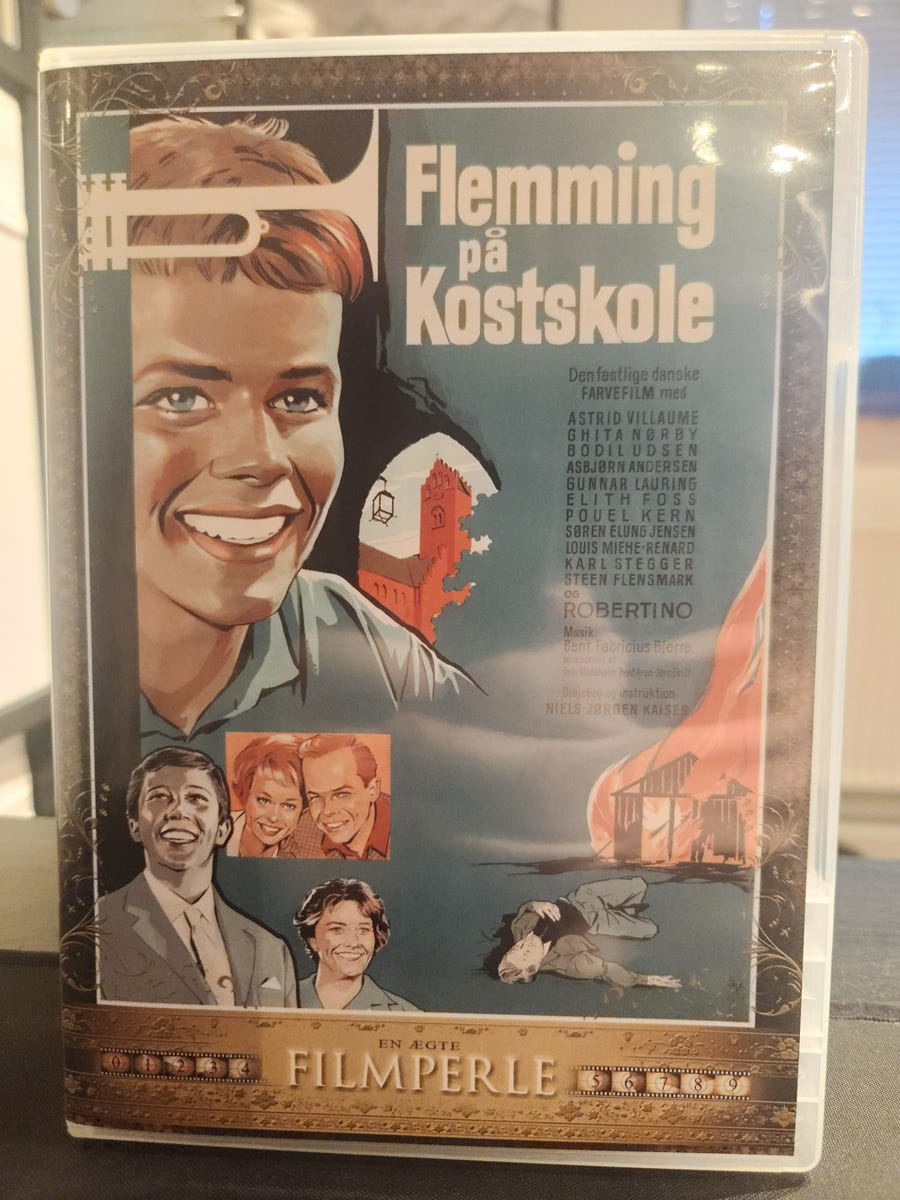 Flemming
på
Kostskole
Den festlige danske
FARVEFILM med
ASTRID VILLAUME
GHITA NØRBY
BODIL UDSEN
ASBJØRN ANDERSEN
GUNNAR LAURING
ELITH FOSS
POUEL KERN
SØREN ELUNG JENSEN
LOUIS MIEHE-RENARD
KARL STEGGER
STEEN FLENSMARK
OG
ROBERTINO
Musik:
Bent Fabricius Bjerre
Drejebog og instruktion:
NIELS-JØRGEN KAISER
EN ÆGTE
FILMPERLE
0 1 2 3 4
5 6 7 8 9